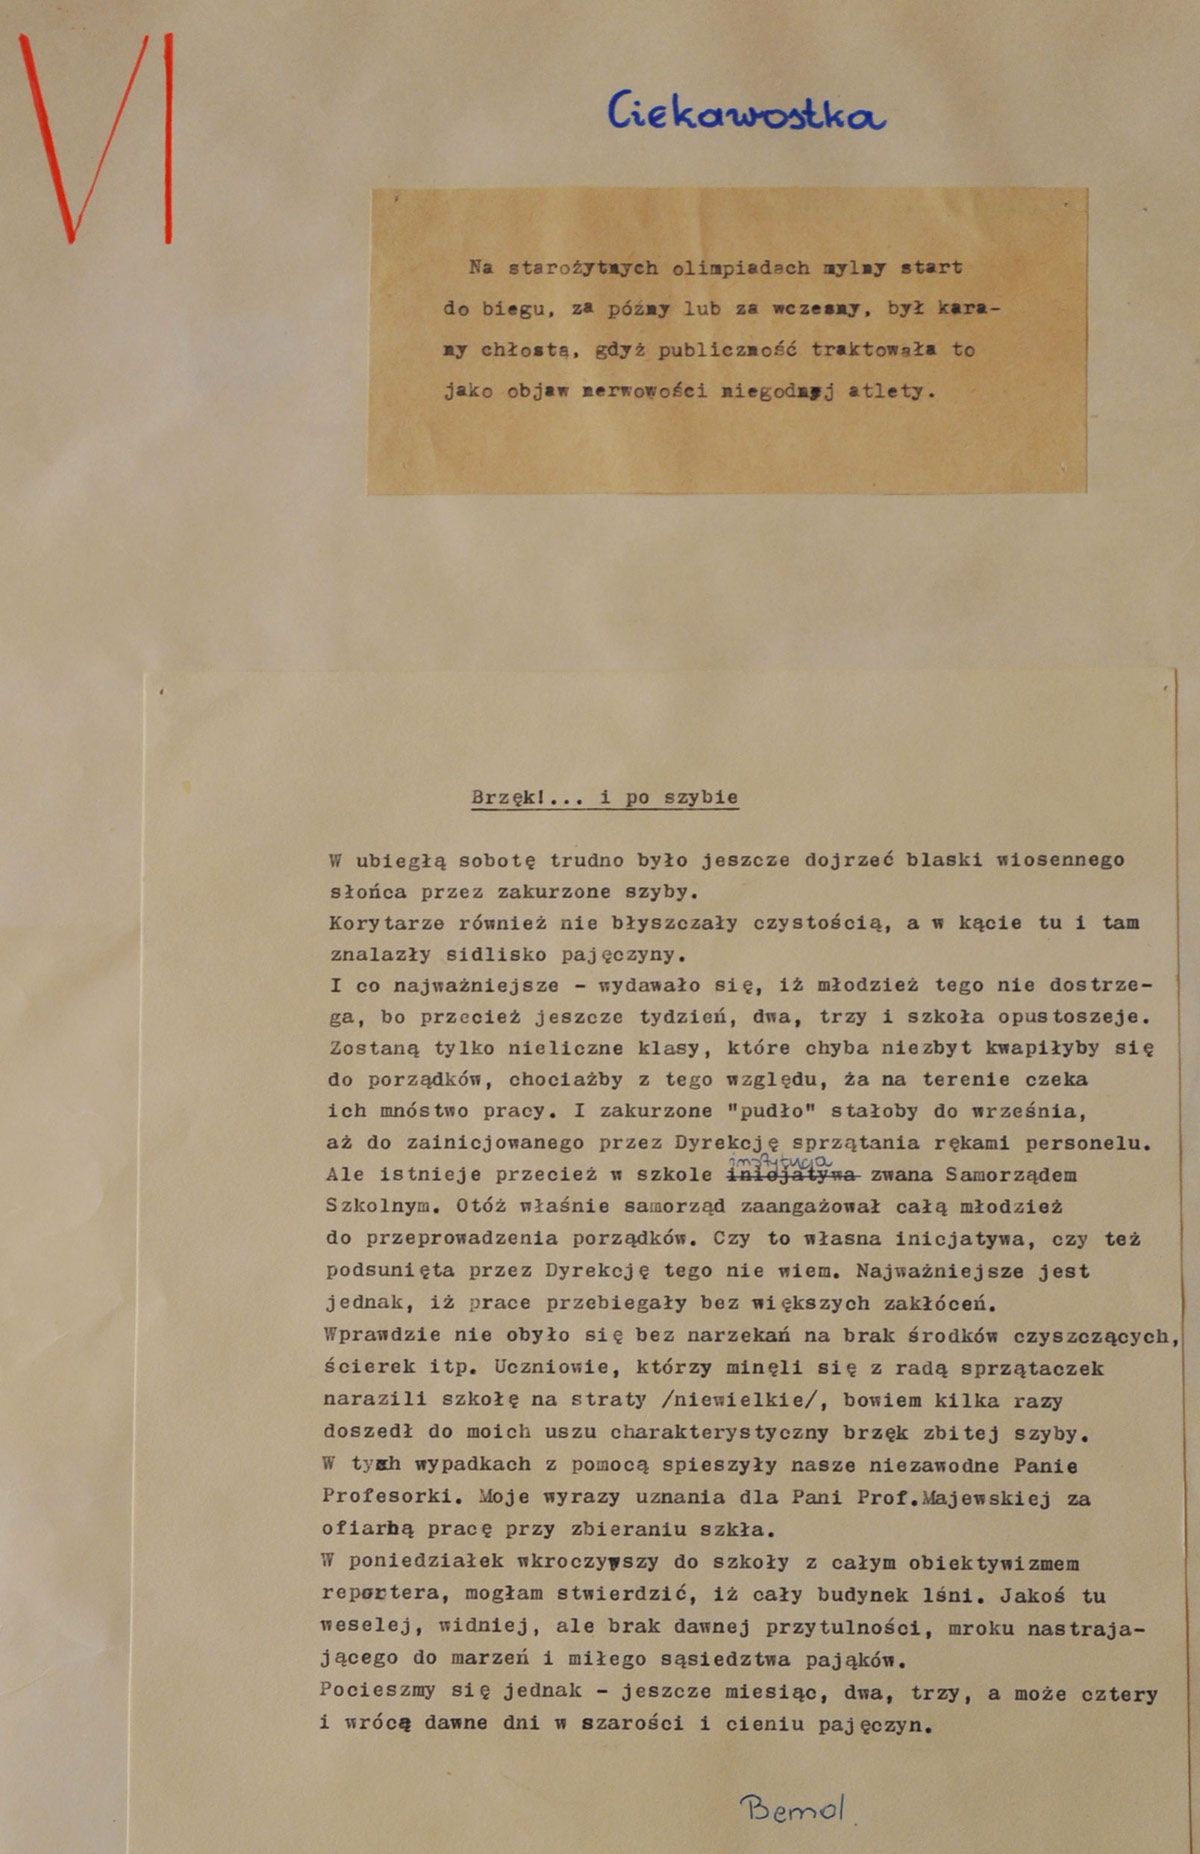 VI
Ciekawostka
Na starożytnych olimpiadach mylny start
do biegu, za późny lub za wczesny, był kara-
ny chłostą, gdyż publiczność traktowała to
jako objaw nerwowości niegodnej atlety.
Brzęk!... i po szybie
W ubiegłą sobotę trudno było jeszcze dojrzeć blaski wiosennego
słońca przez zakurzone szyby.
Korytarze również nie błyszczały czystością, a w kącie tu i tam
znalazły sidlisko pajęczyny.
I co najważniejsze - wydawało się, iż młodzież tego nie dostrze-
ga, bo przecież jeszcze tydzień, dwa, trzy i szkoła opustoszeje.
Zostaną tylko nieliczne klasy, które chyba niezbyt kwapiłyby się
do porządków, chociażby z tego względu, ża na terenie czeka
ich mnóstwo pracy. I zakurzone "pudło" stałoby do września,
aż do zainicjowanego przez Dyrekcję sprzątania rękami personelu.
instytucja
Ale istnieje przecież w szkole inicjatywa zwana Samorządem
Szkolnym. Otóż właśnie samorząd zaangażował całą młodzież
do przeprowadzenia porządków. Czy to własna inicjatywa, czy też
podsunięta przez Dyrekcję tego nie wiem. Najważniejsze jest
jednak, iż prace przebiegały bez większych zakłóceń.
Wprawdzie nie obyło się bez narzekań na brak środków czyszczących,
ścierek itp. Uczniowie, którzy minęli się z radą sprzątaczek
narazili szkołę na straty /niewielkie/, bowiem kilka razy
doszedł do moich uszu charakterystyczny brzęk zbitej szyby.
W tych wypadkach z pomocą spieszyły nasze niezawodne Panie
Profesorki. Moje wyrazy uznania dla Pani Prof.Majewskiej za
ofiarną pracę przy zbieraniu szkła.
W poniedziałek wkroczywszy do szkoły z całym obiektywizmem
reportera, mogłam stwierdzić, iż cały budynek lśni. Jakoś tu
weselej, widniej, ale brak dawnej przytulności, mroku nastraja-
jącego do marzeń i miłego sąsiedztwa pająków.
Pocieszmy się jednak - jeszcze miesiąc, dwa, trzy, a może cztery
i wrócą dawne dni w szarości i cieniu pajęczyn.
Bemol